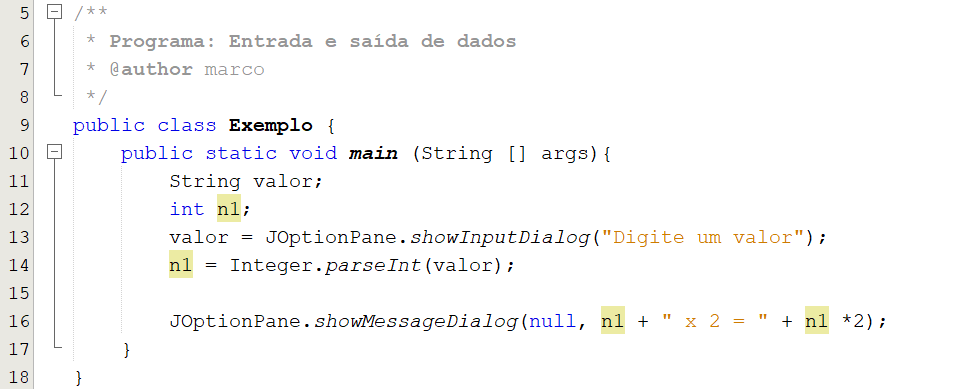 5 /**
6  * Programa: Entrada e saída de dados
7  * @author marco
8  */
9 public class Exemplo {
10     public static void main (String [] args){
11         String valor;
12         int n1;
13         valor = JOptionPane.showInputDialog("Digite um valor");
14         n1 = Integer.parseInt(valor);
15
16         JOptionPane.showMessageDialog(null, n1 + " x 2 = " + n1 *2);
17     }
18 }